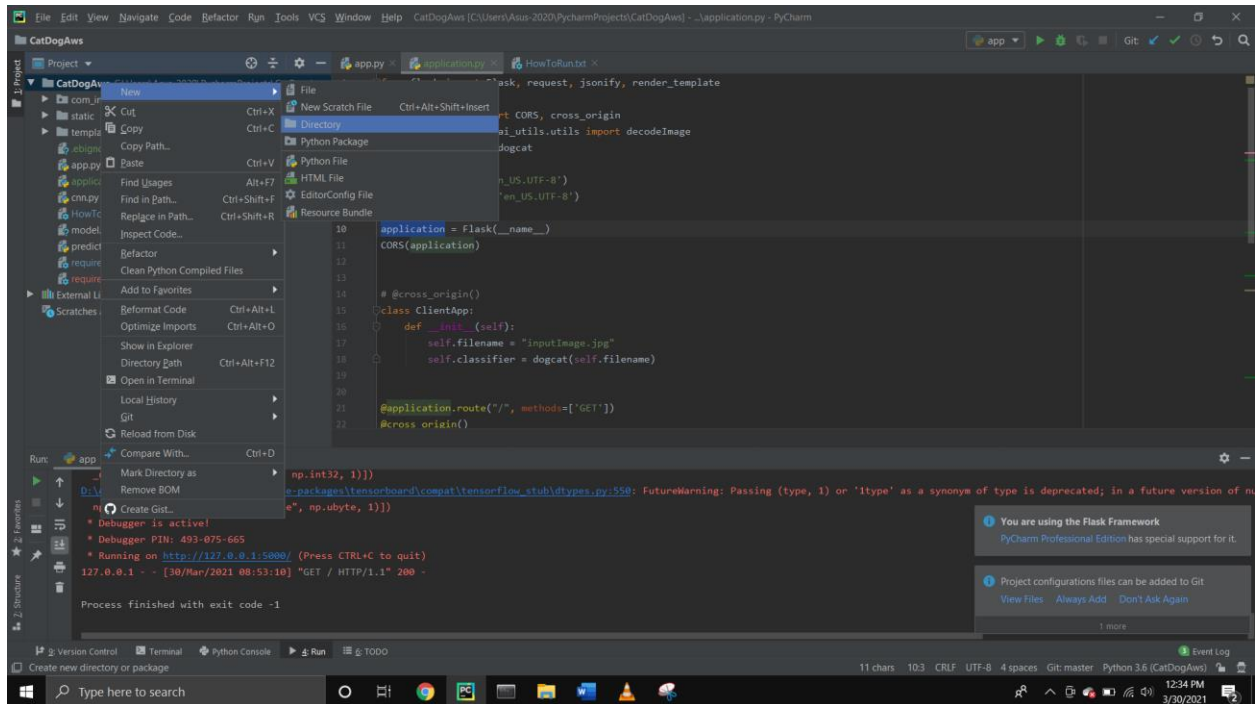 File Edit View Navigate Code Refactor Run Tools VCS Window Help CatDogAws [C:\Users\Asus-2020\PycharmProjects\CatDogAws] - ...\application.py - PyCharm
CatDogAws
app
Git:
1: Project
Project
app.py
application.py
HowToRun.txt
CatDogAws
static
app.py
cnn.py
New
Cut Ctrl+X
Copy Ctrl+C
Copy Path...
Paste Ctrl+V
Find Usages Alt+F7
Find in Path... Ctrl+Shift+F
Replace in Path... Ctrl+Shift+R
Inspect Code...
Refactor
Clean Python Compiled Files
Add to Favorites
Reformat Code Ctrl+Alt+L
Optimize Imports Ctrl+Alt+O
Show in Explorer
Directory Path Ctrl+Alt+F12
Open in Terminal
Local History
Git
Reload from Disk
Compare With... Ctrl+D
Mark Directory as
Remove BOM
Create Gist...
File
New Scratch File Ctrl+Alt+Shift+Insert
Directory
Python Package
Python File
HTML File
EditorConfig File
Resource Bundle
ask, request, jsonify, render_template
rt CORS, cross_origin
ai_utils.utils import decodeImage
dogcat
n_US.UTF-8')
'en_US.UTF-8')
10 application = Flask(__name__)
11 CORS(application)
12
13
14 # @cross_origin()
15 class ClientApp:
16 def __init__(self):
17 self.filename = "inputImage.jpg"
18 self.classifier = dogcat(self.filename)
19
20
21 @application.route("/", methods=['GET'])
22 @cross_origin()
Run: app
np.int32, 1)])
e-packages\tensorboard\compat\tensorflow_stub\dtypes.py:550: FutureWarning: Passing (type, 1) or '1type' as a synonym of type is deprecated; in a future version of nu
e", np.ubyte, 1)])
* Debugger is active!
* Debugger PIN: 493-075-665
* Running on http://127.0.0.1:5000/ (Press CTRL+C to quit)
127.0.0.1 - - [30/Mar/2021 08:53:10] "GET / HTTP/1.1" 200 -
Process finished with exit code -1
2: Favorites
2: Structure
You are using the Flask Framework
PyCharm Professional Edition has special support for it.
Project configurations files can be added to Git
View Files Always Add Don't Ask Again
1 more
9: Version Control Terminal Python Console 4: Run 6: TODO
3 Event Log
Create new directory or package
11 chars 10:3 CRLF UTF-8 4 spaces Git: master Python 3.6 (CatDogAws)
Type here to search
12:34 PM
3/30/2021
2